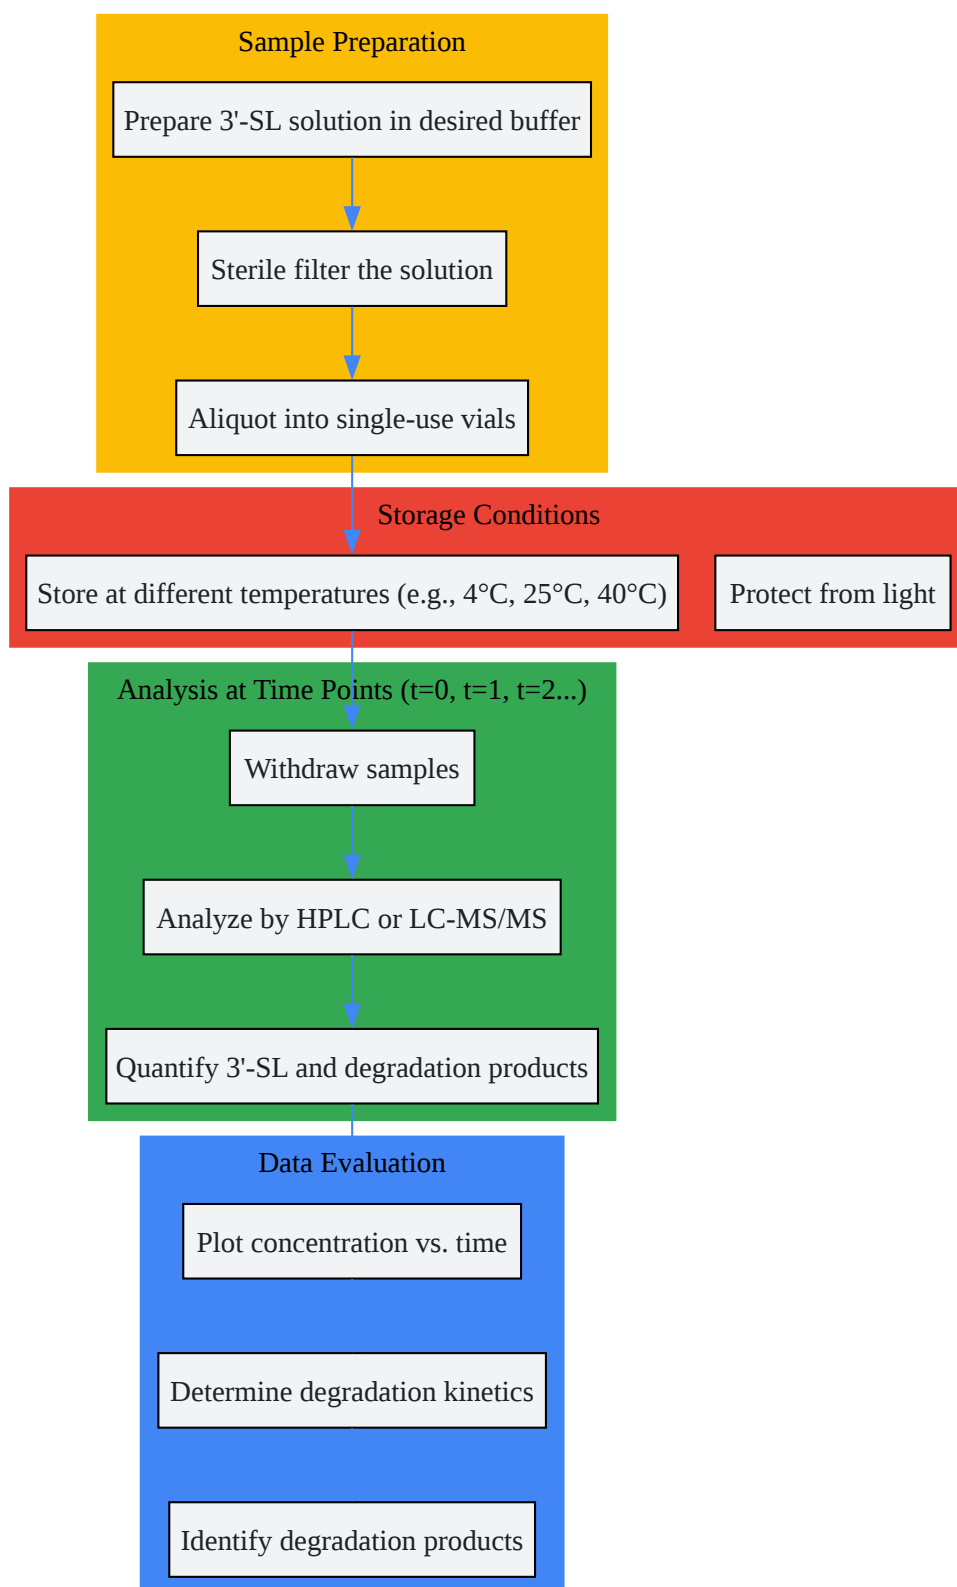 Sample Preparation
Prepare 3'-SL solution in desired buffer
Sterile filter the solution
Aliquot into single-use vials
Storage Conditions
Store at different temperatures (e.g., 4°C, 25°C, 40°C)
Protect from light
Analysis at Time Points (t=0, t=1, t=2...)
Withdraw samples
Analyze by HPLC or LC-MS/MS
Quantify 3'-SL and degradation products
Data Evaluation
Plot concentration vs. time
Determine degradation kinetics
Identify degradation products